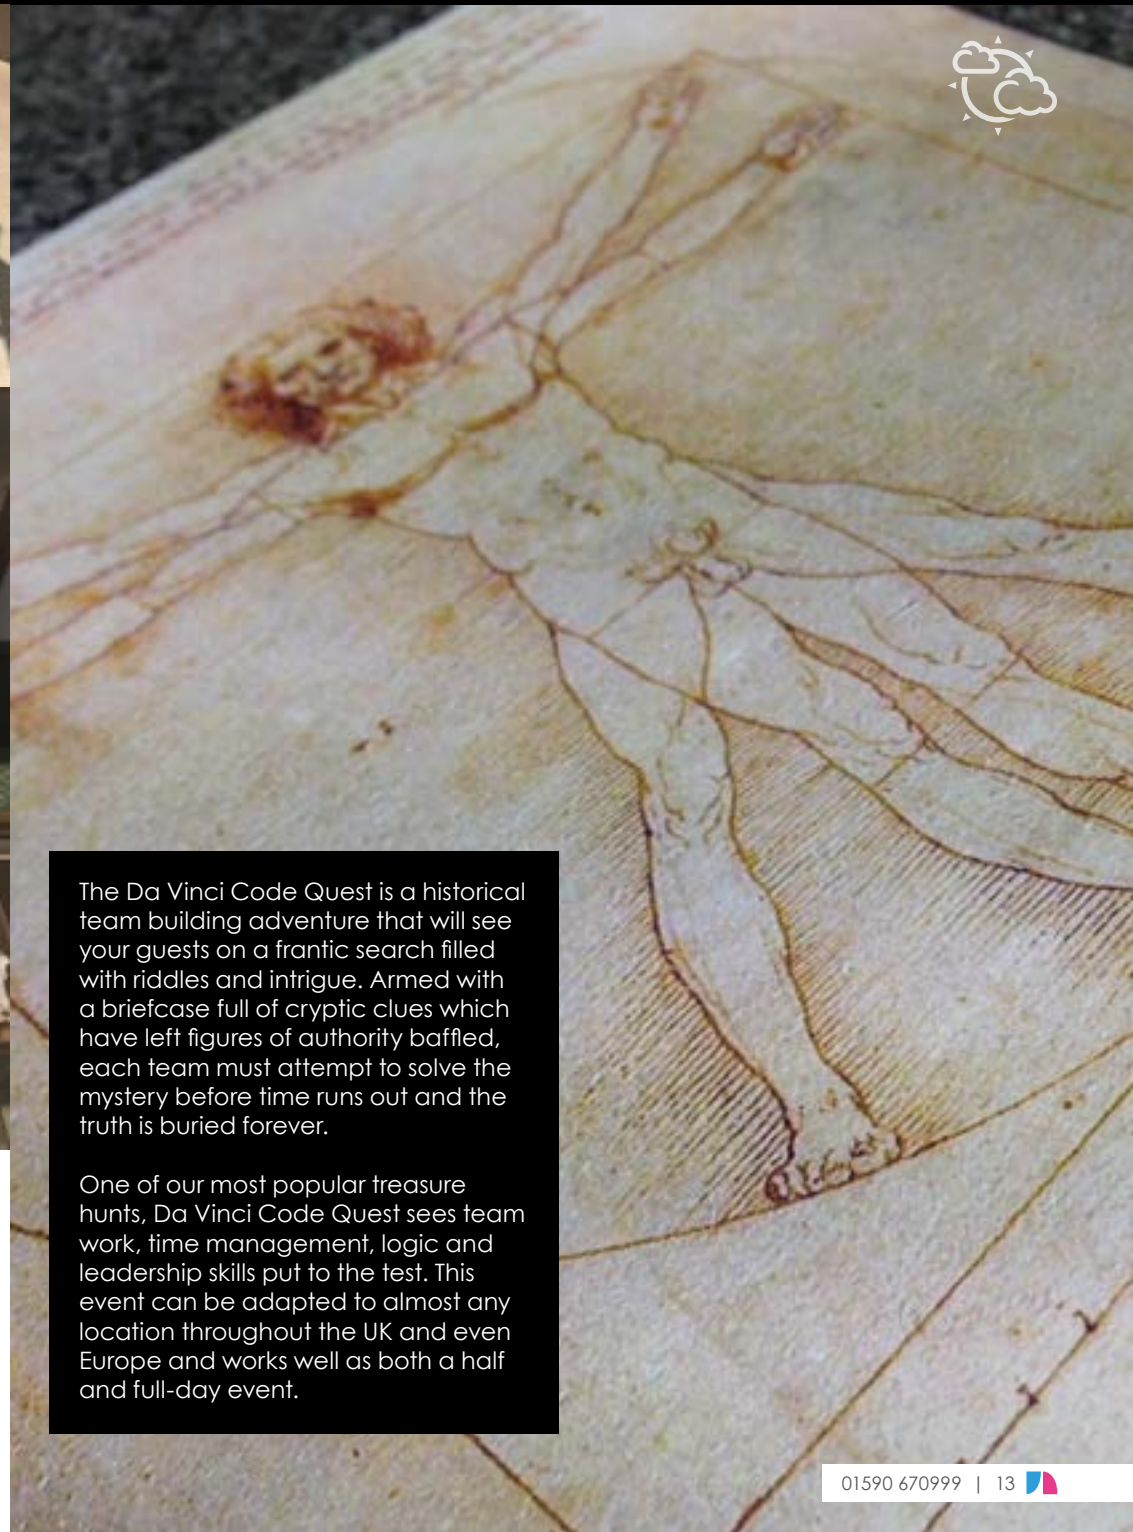 The Da Vinci Code Quest is a historical
team building adventure that will see
your guests on a frantic search filled
with riddles and intrigue. Armed with
a briefcase full of cryptic clues which
have left figures of authority baffled,
each team must attempt to solve the
mystery before time runs out and the
truth is buried forever.
One of our most popular treasure
hunts, Da Vinci Code Quest sees team
work, time management, logic and
leadership skills put to the test. This
event can be adapted to almost any
location throughout the UK and even
Europe and works well as both a half
and full-day event.
01590 670999 | 13